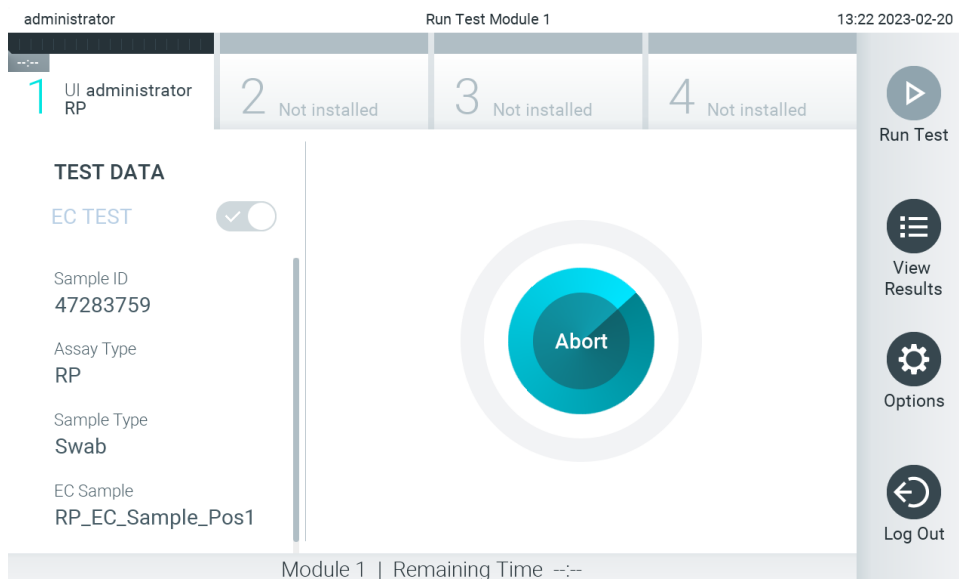 administrator
Run Test Module 1
13:22 2023-02-20
--:--
1 UI administrator
RP
2 Not installed
3 Not installed
4 Not installed
Run Test
TEST DATA
EC TEST
Sample ID
47283759
Assay Type
RP
Sample Type
Swab
EC Sample
RP_EC_Sample_Pos1
Abort
View
Results
Options
Log Out
Module 1 | Remaining Time --:--